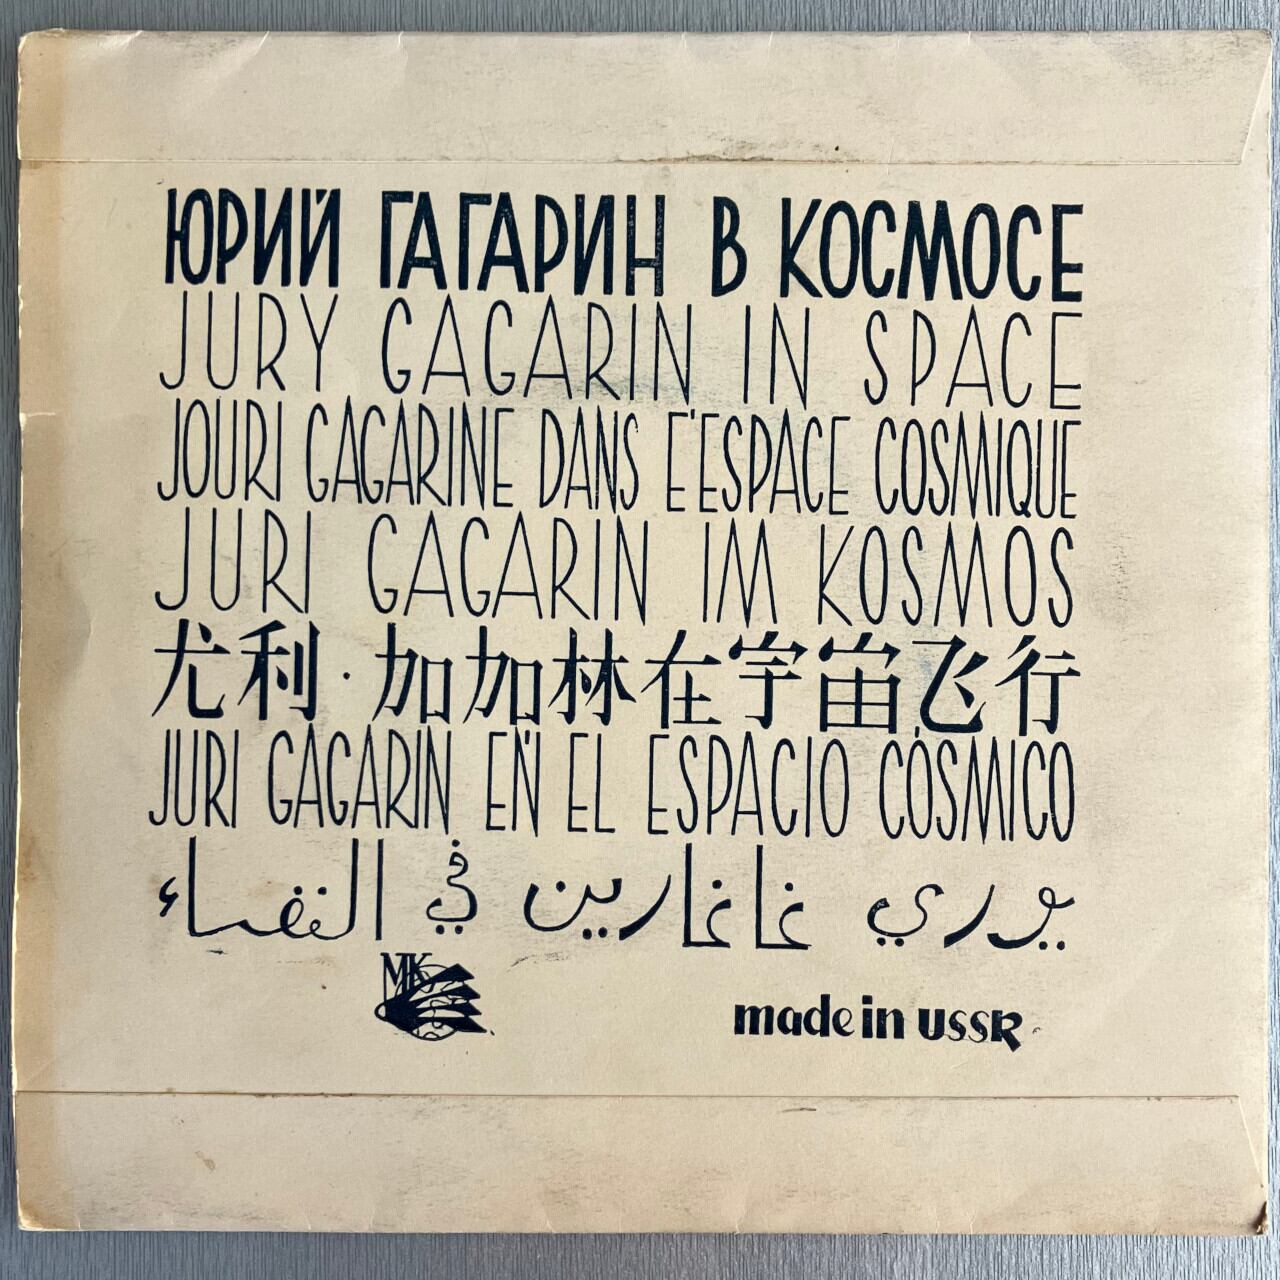 ЮРИЙ ГАГАРИН В КОСМОСЕ
JURY GAGARIN IN SPACE
JOURI GAGARINE DANS E'ESPACE COSMIQUE
JURI GAGARIN IM KOSMOS
尤利·加加林在宇宙飞行
JURI GAGARIN EN EL ESPACIO CÓSMICO
يوري غاغارين في الفضاء
МК
made in USSR